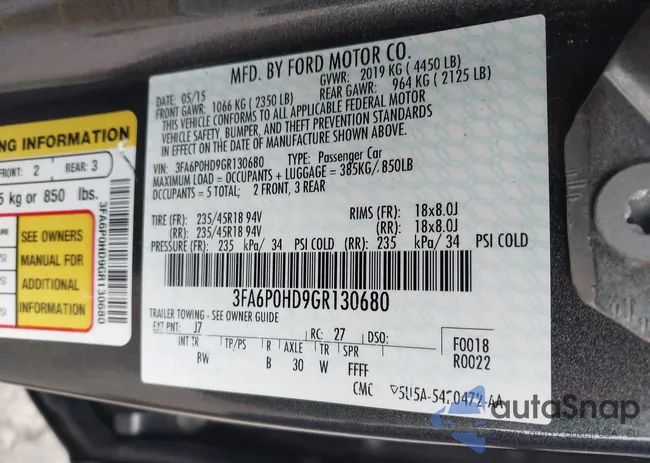 MFD. BY FORD MOTOR CO.
DATE: 05/15 GVWR: 2019 KG ( 4450 LB)
FRONT GAWR: 1066 KG ( 2350 LB) REAR GAWR: 964 KG ( 2125 LB)
THIS VEHICLE CONFORMS TO ALL APPLICABLE FEDERAL MOTOR
VEHICLE SAFETY, BUMPER, AND THEFT PREVENTION STANDARDS
IN EFFECT ON THE DATE OF MANUFACTURE SHOWN ABOVE.
VIN: 3FA6P0HD9GR130680 TYPE: Passenger Car
MAXIMUM LOAD = OCCUPANTS + LUGGAGE = 385KG/ 850LB
OCCUPANTS = 5 TOTAL; 2 FRONT, 3 REAR
TIRE (FR): 235/45R18 94V RIMS (FR): 18x8.0J
(RR): 235/45R18 94V (RR): 18x8.0J
PRESSURE (FR): 235 kPa/ 34 PSI COLD (RR): 235 kPa/ 34 PSI COLD
3FA6P0HD9GR130680
TRAILER TOWING - SEE OWNER GUIDE
EXT PNT: J7 RC: 27 DSO:
INT TR TP/PS R AXLE TR SPR
BW B 30 W FFFF
F0018
R0022
CMC
NG INFORMATION
FRONT: 2 REAR: 3
5 kg or 850 lbs.
SEE OWNERS
MANUAL FOR
ADDITIONAL
INFORMATION
3FA6P0HD9GR130680
autoSnap